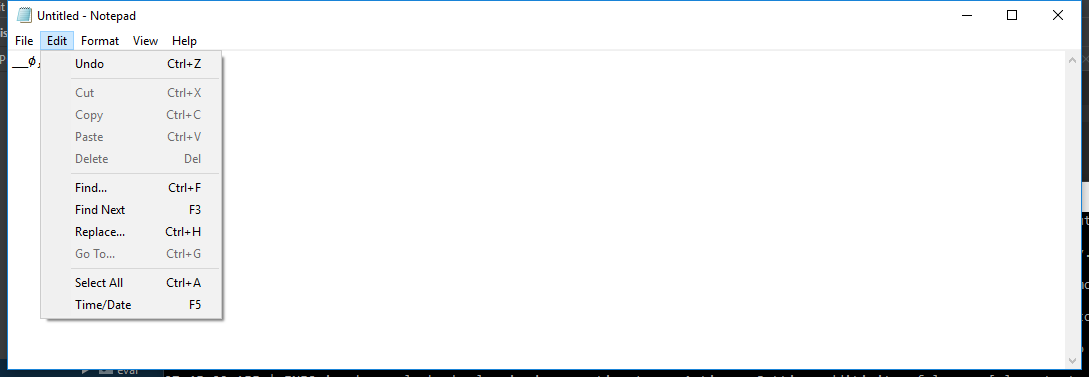 Untitled - Notepad
File Edit Format View Help
Undo Ctrl+Z
Cut Ctrl+X
Copy Ctrl+C
Paste Ctrl+V
Delete Del
Find... Ctrl+F
Find Next F3
Replace... Ctrl+H
Go To... Ctrl+G
Select All Ctrl+A
Time/Date F5
eval